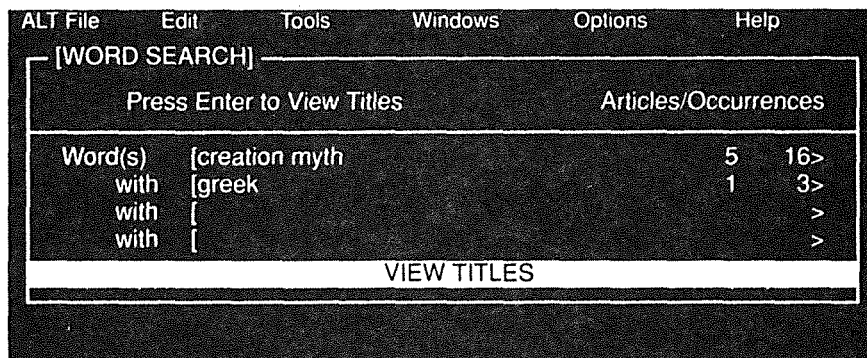 ALT File Edit Tools Windows Options Help
[WORD SEARCH]
Press Enter to View Titles Articles/Occurrences
Word(s) [creation myth 5 16>
with [greek 1 3>
with [ >
with [ >
VIEW TITLES